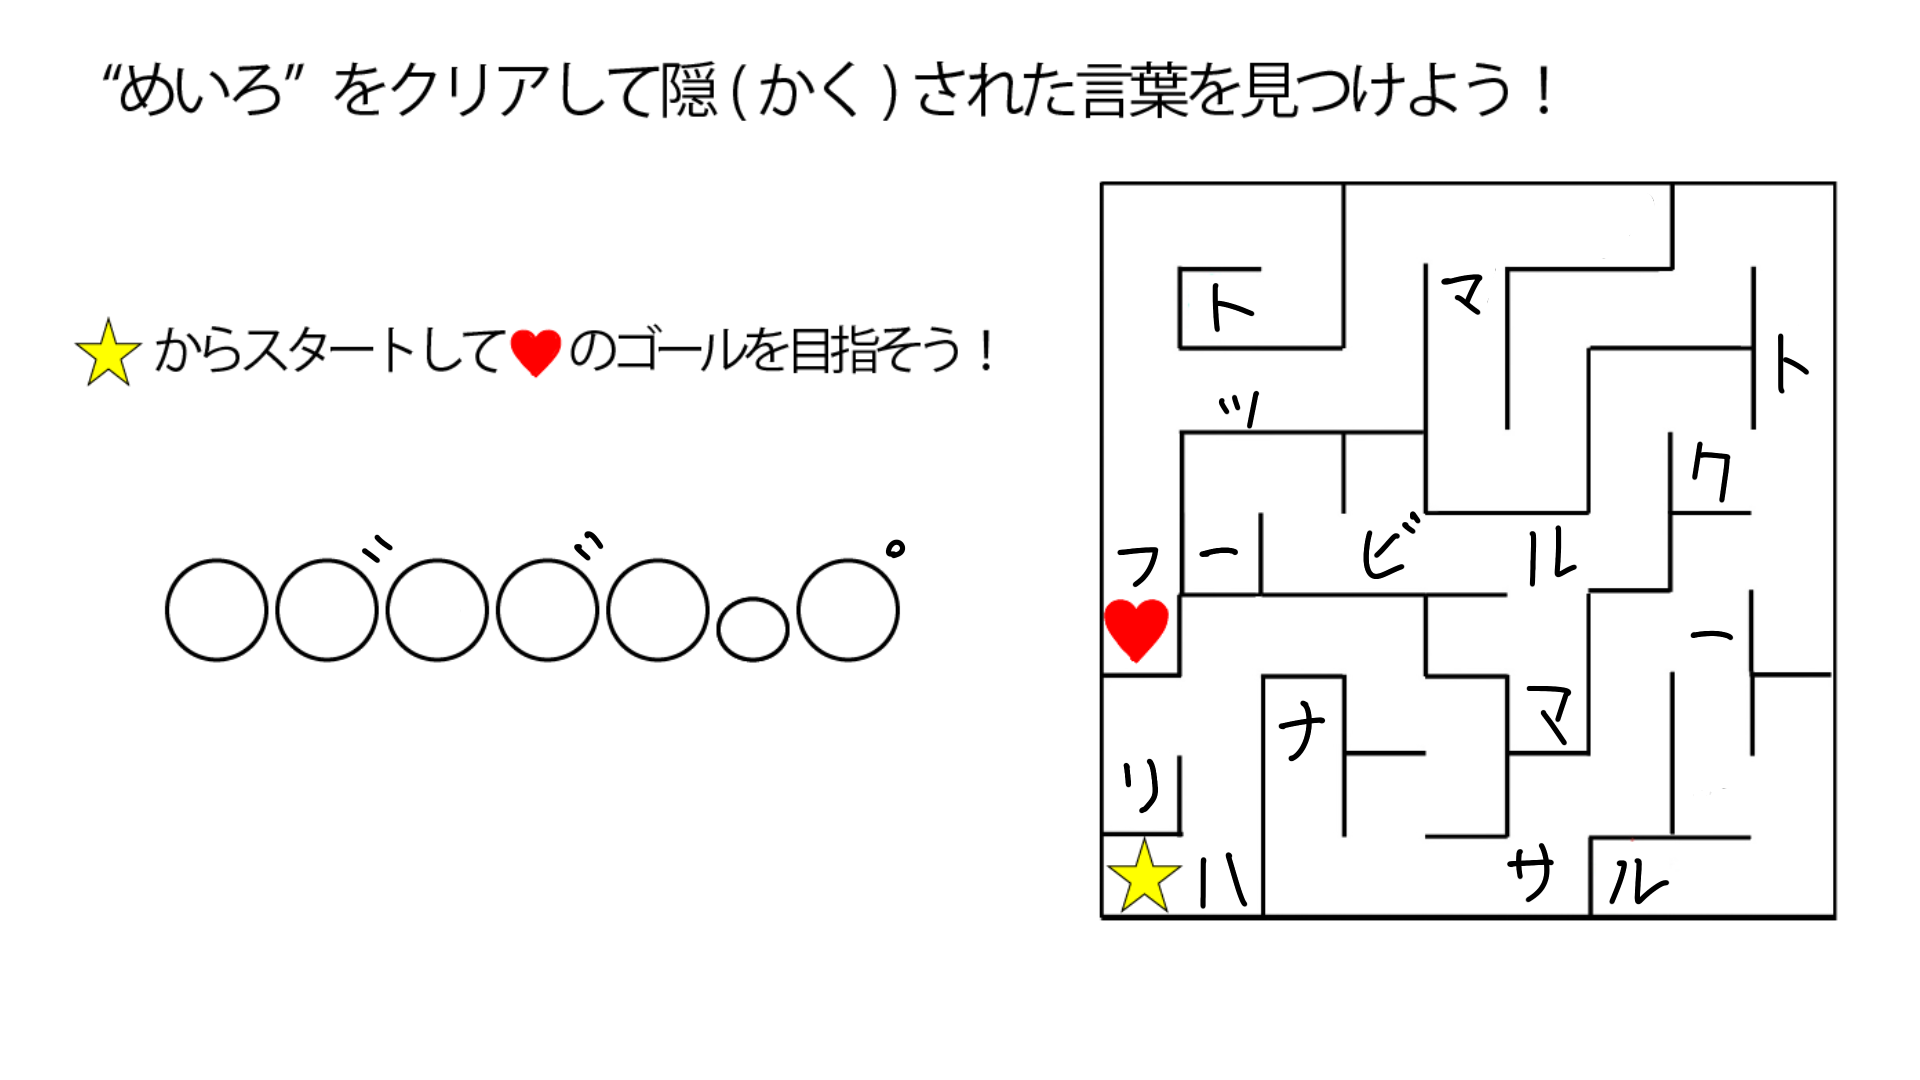 “めいろ” をクリアして隠(かく)された言葉を見つけよう！
★からスタートして♥のゴールを目指そう！
ト
マ
ト
ツ
ク
フ
ー
ビ
ル
ー
ナ
マ
リ
ハ
サ
ル